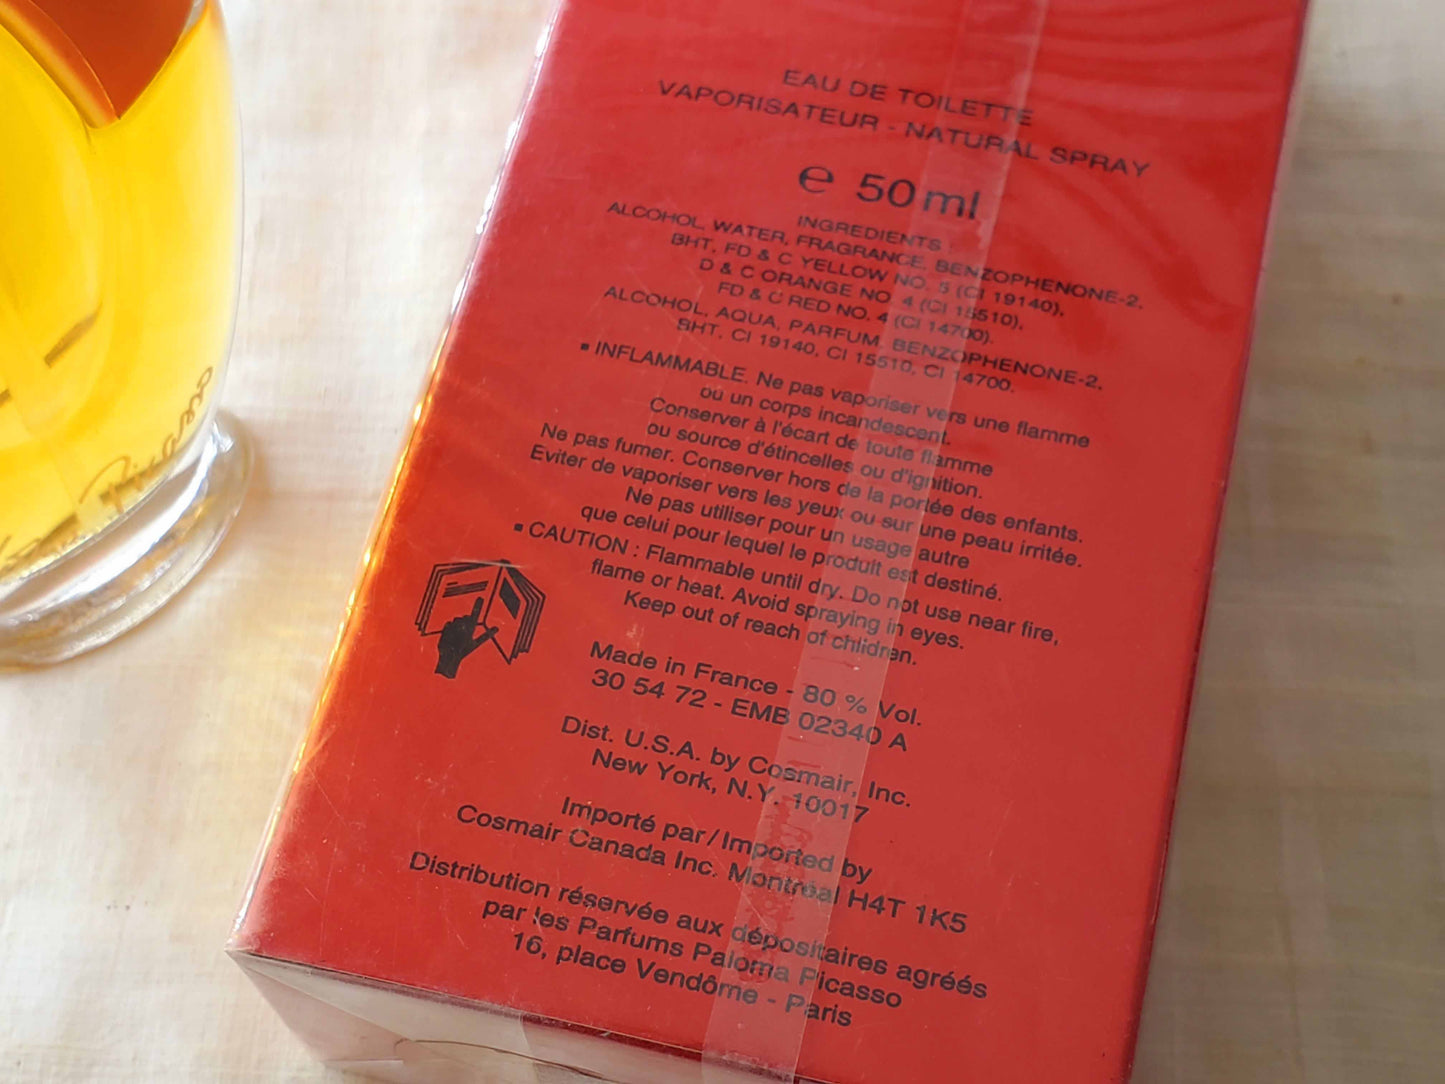 EAU DE TOILETTE
VAPORISATEUR - NATURAL SPRAY
e 50 ml
INGREDIENTS :
ALCOHOL, WATER, FRAGRANCE, BENZOPHENONE-2,
BHT, FD & C YELLOW NO. 5 (CI 19140),
D & C ORANGE NO. 4 (CI 15510),
FD & C RED NO. 4 (CI 14700).
ALCOHOL, AQUA, PARFUM, BENZOPHENONE-2,
BHT, CI 19140, CI 15510, CI 14700.
▪ INFLAMMABLE. Ne pas vaporiser vers une flamme
ou un corps incandescent.
Conserver à l'écart de toute flamme
ou source d'étincelles ou d'ignition.
Ne pas fumer. Conserver hors de la portée des enfants.
Eviter de vaporiser vers les yeux ou sur une peau irritée.
Ne pas utiliser pour un usage autre
que celui pour lequel le produit est destiné.
▪ CAUTION : Flammable until dry. Do not use near fire,
flame or heat. Avoid spraying in eyes.
Keep out of reach of children.
Made in France - 80 % Vol.
30 54 72 - EMB 02340 A
Dist. U.S.A. by Cosmair, Inc.
New York, N.Y. 10017
Importé par / Imported by
Cosmair Canada Inc. Montréal H4T 1K5
Distribution réservée aux dépositaires agréés
par les Parfums Paloma Picasso
16, place Vendôme - Paris
Picasso